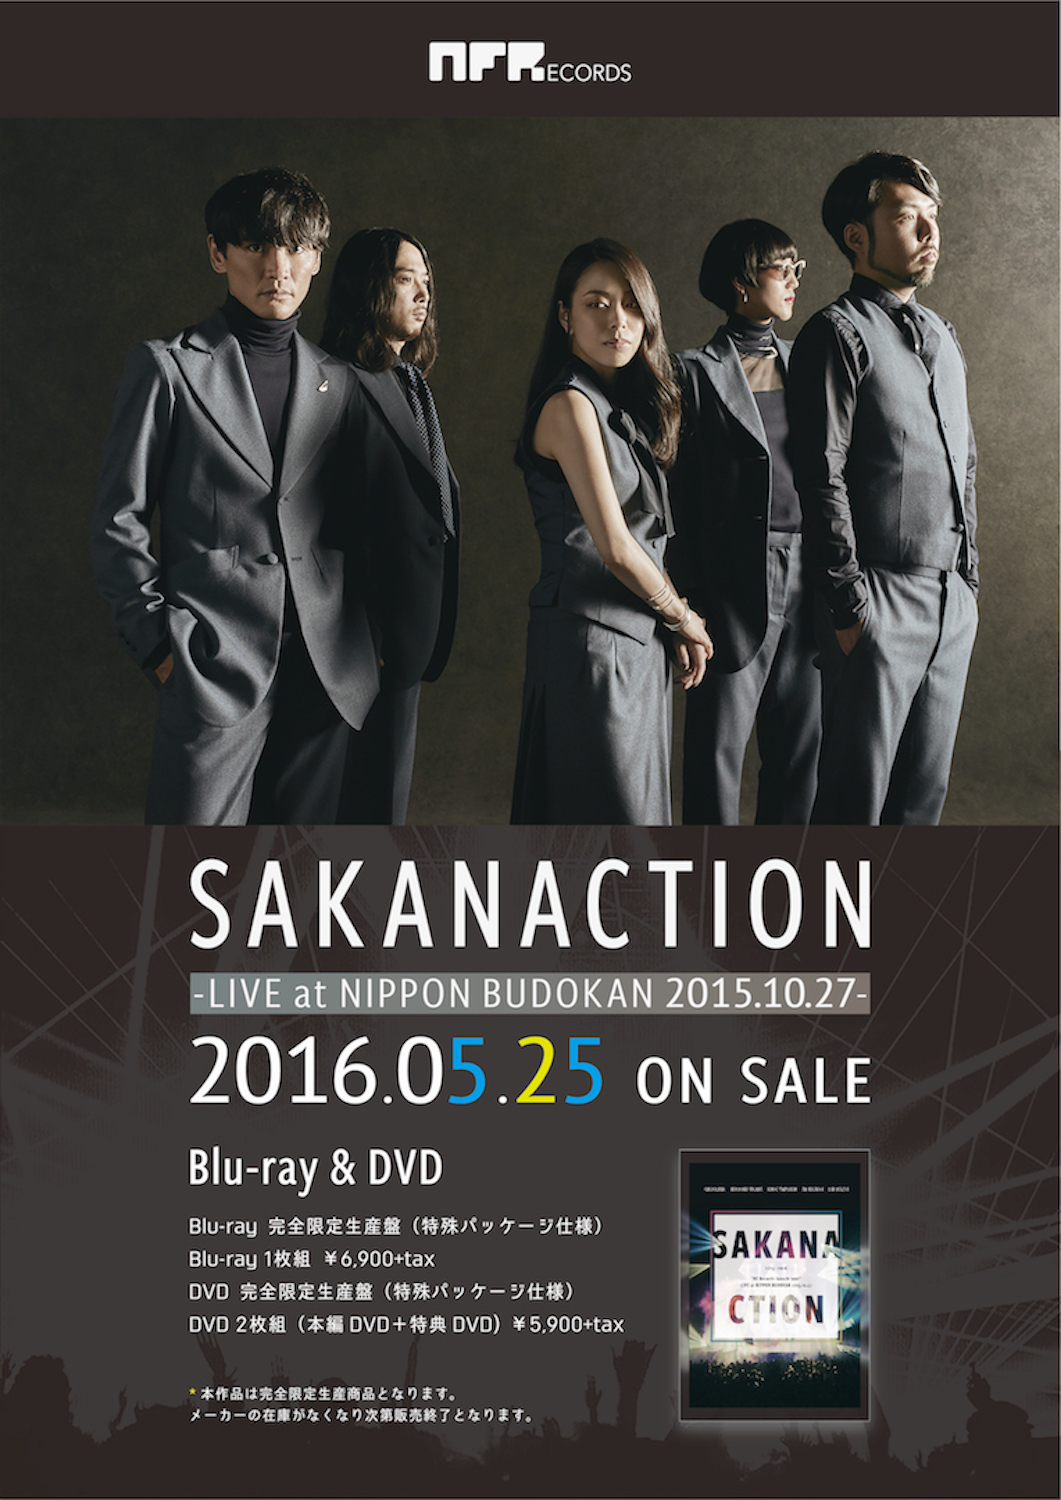 NFRECORDS
SAKANACTION
-LIVE at NIPPON BUDOKAN 2015.10.27-
2016.05.25 ON SALE
Blu-ray & DVD
Blu-ray 完全限定生産盤（特殊パッケージ仕様）
Blu-ray 1枚組 ￥6,900+tax
DVD 完全限定生産盤（特殊パッケージ仕様）
DVD 2枚組（本編 DVD＋特典 DVD）￥5,900+tax
* 本作品は完全限定生産商品となります。
メーカーの在庫がなくなり次第販売終了となります。
SAKANA
CTION